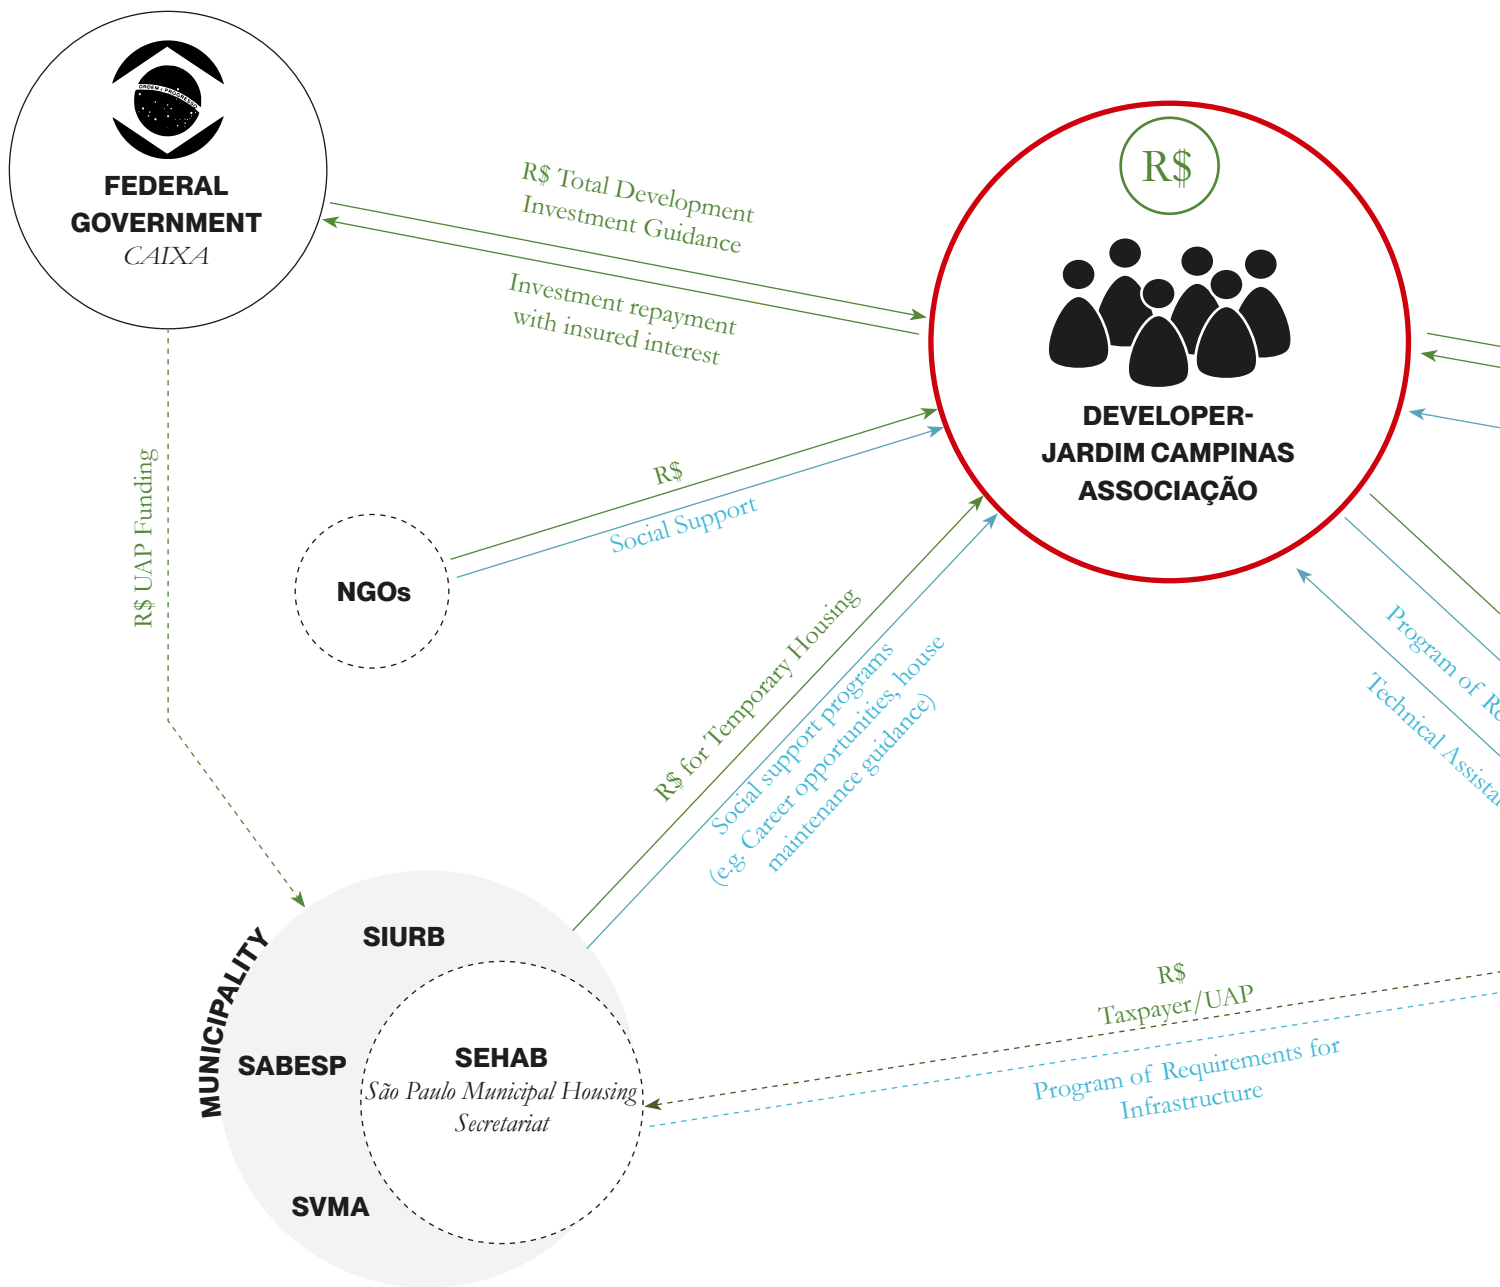 ORDEM E PROGRESSO
FEDERAL
GOVERNMENT
CAIXA
R$ Total Development
Investment Guidance
Investment repayment
with insured interest
R$
DEVELOPER-
JARDIM CAMPINAS
ASSOCIAÇÃO
R$ UAP Funding
R$
Social Support
NGOs
R$ for Temporary Housing
Social support programs
(e.g. Career opportunities, house
maintenance guidance)
Program of
Technical
MUNICIPALITY
SIURB
SABESP
SEHAB
São Paulo Municipal Housing
Secretariat
SVMA
R$
Taxpayer/UAP
Program of Requirements for
Infrastructure